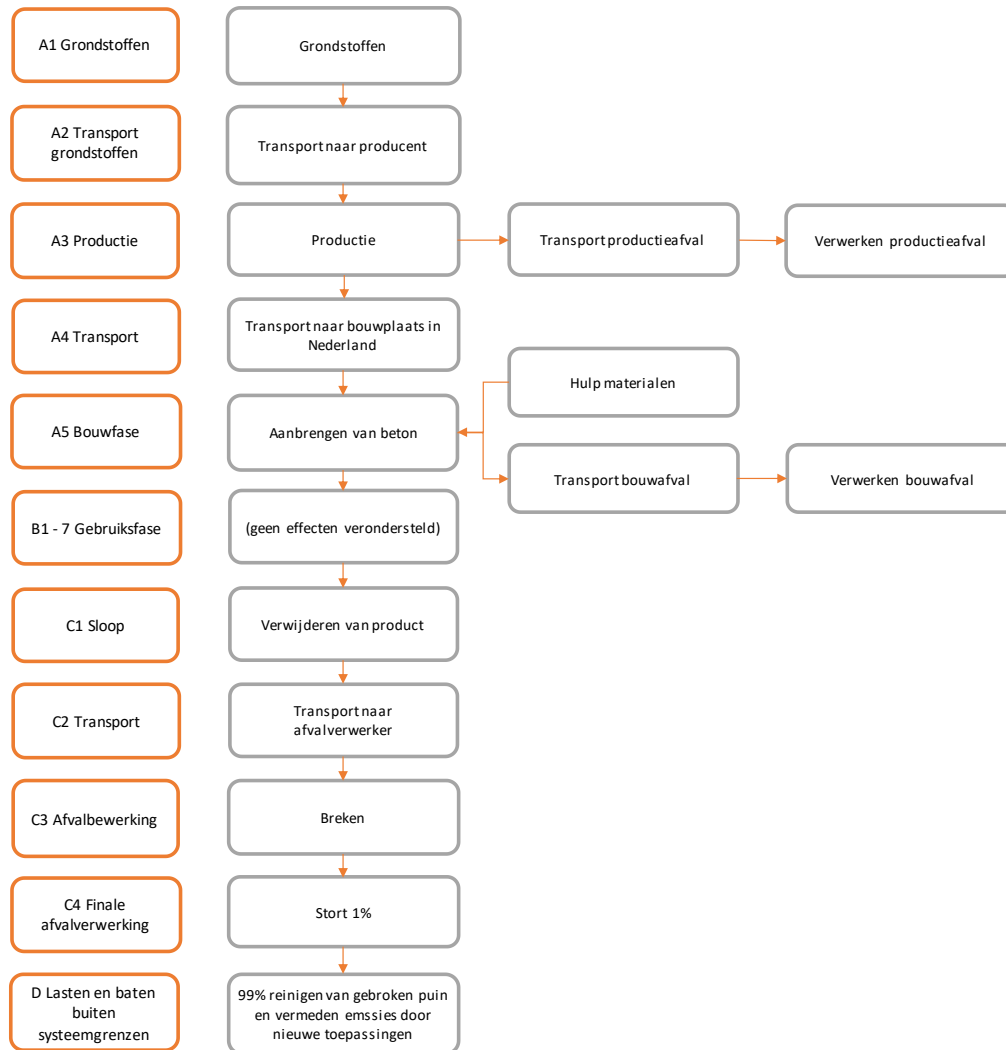 A1 Grondstoffen
Grondstoffen
A2 Transport
grondstoffen
Transport naar producent
A3 Productie
Productie
Transport productieafval
Verwerken productieafval
A4 Transport
Transport naar bouwplaats in
Nederland
Hulp materialen
A5 Bouwfase
Aanbrengen van beton
Transport bouwafval
Verwerken bouwafval
B1 - 7 Gebruiksfase
(geen effecten verondersteld)
C1 Sloop
Verwijderen van product
C2 Transport
Transport naar
afvalverwerker
C3 Afvalbewerking
Breken
C4 Finale
afvalverwerking
Stort 1%
D Lasten en baten
buiten
systeemgrenzen
99% reinigen van gebroken puin
en vermeden emssies door
nieuwe toepassingen